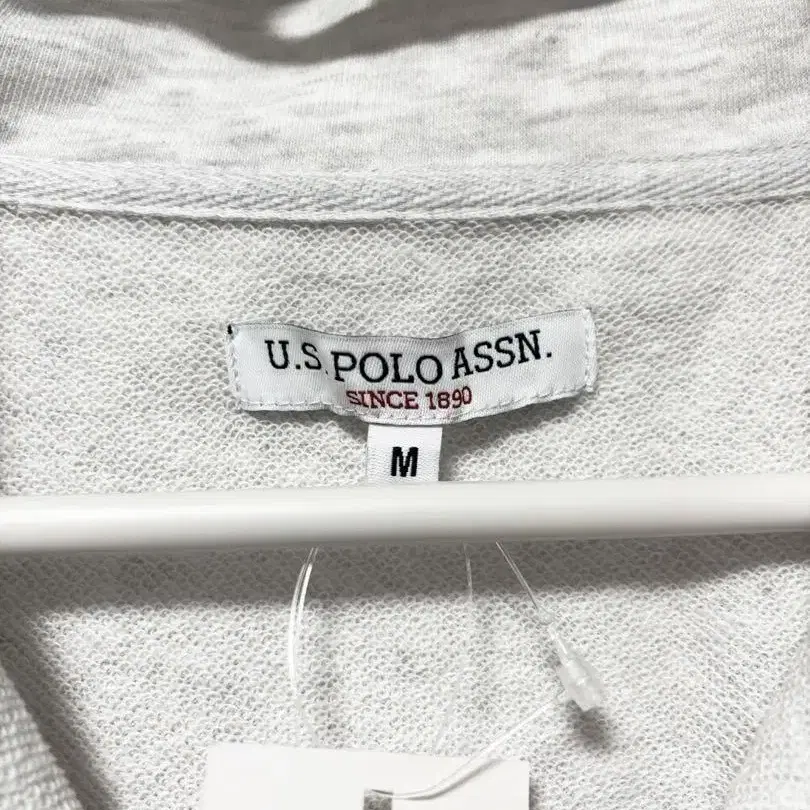 U.S. POLO ASSN.
SINCE 1890
M